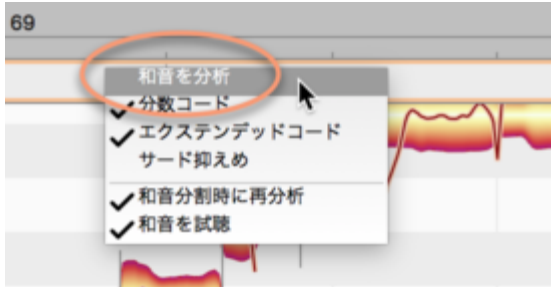 69
和音を分析
分数コード
エクステンデッドコード
サード抑えめ
和音分割時に再分析
和音を試聴